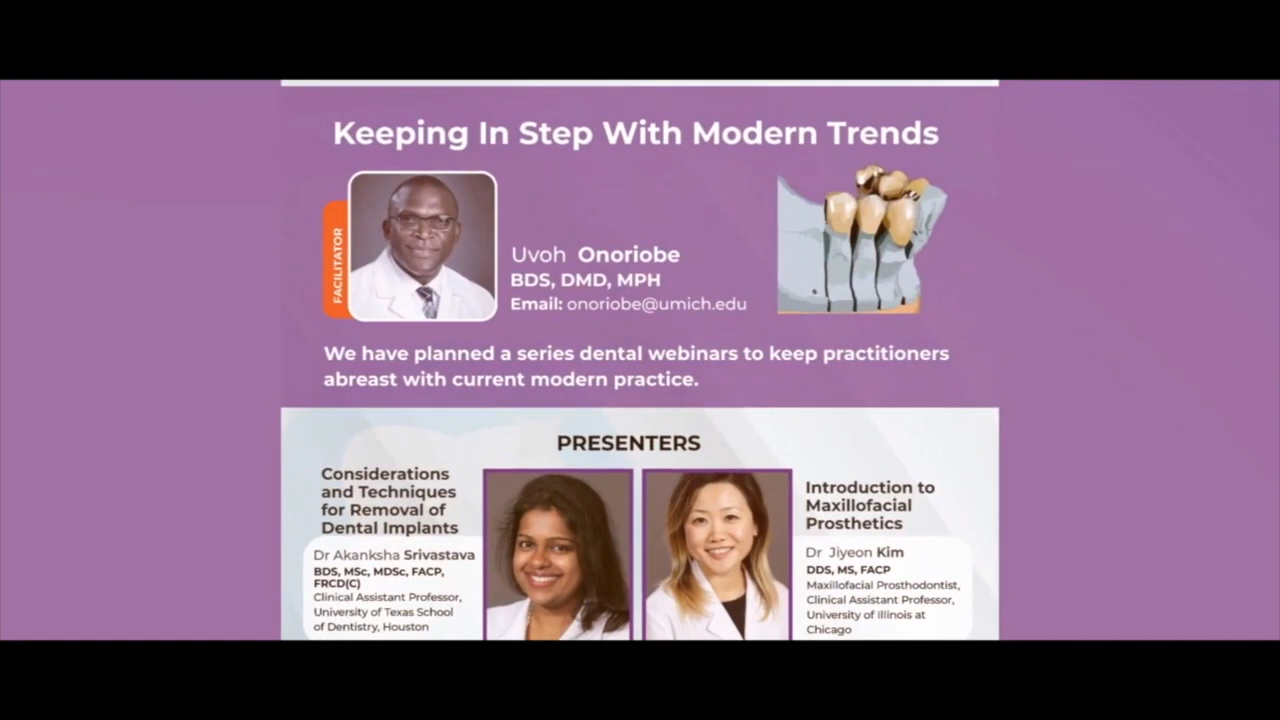 Keeping In Step With Modern Trends
FACILITATOR
Uvoh Onoriobe
BDS, DMD, MPH
Email: onoriobe@umich.edu
We have planned a series dental webinars to keep practitioners
abreast with current modern practice.
PRESENTERS
Considerations
and Techniques
for Removal of
Dental Implants
Dr Akanksha Srivastava
BDS, MSc, MDSc, FACP,
FRCD(C)
Clinical Assistant Professor,
University of Texas School
of Dentistry, Houston
Introduction to
Maxillofacial
Prosthetics
Dr Jiyeon Kim
DDS, MS, FACP
Maxillofacial Prosthodontist,
Clinical Assistant Professor,
University of Illinois at
Chicago